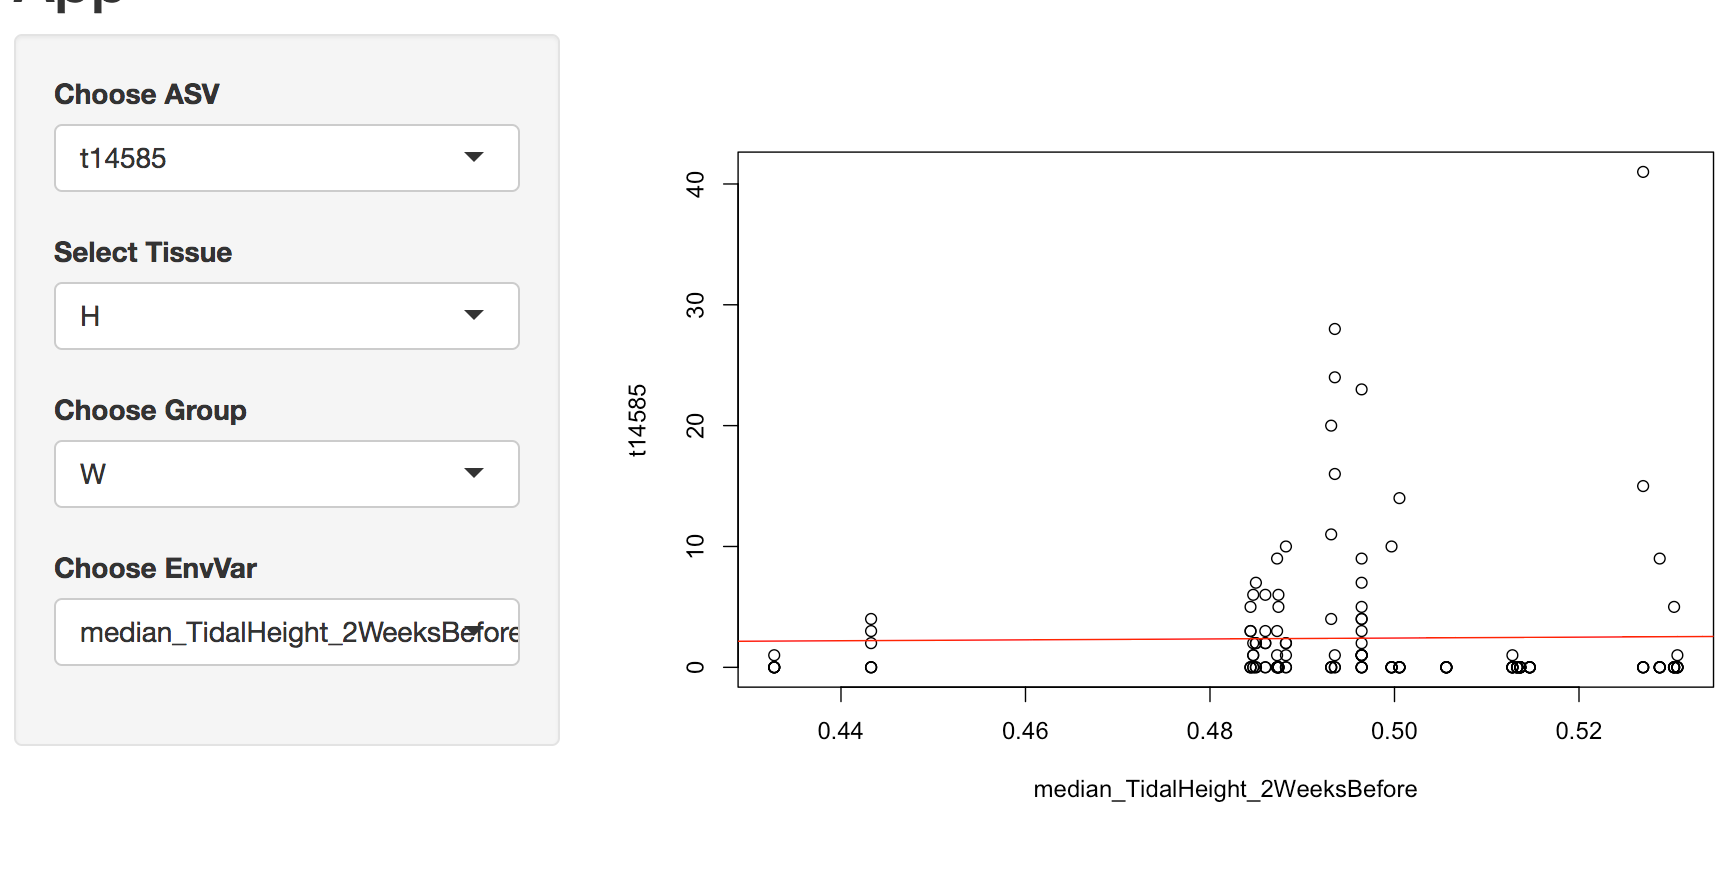 App
Choose ASV
t14585
Select Tissue
H
Choose Group
W
Choose EnvVar
median_TidalHeight_2WeeksBefore
40
30
20
10
0
t14585
0.44 0.46 0.48 0.50 0.52
median_TidalHeight_2WeeksBefore